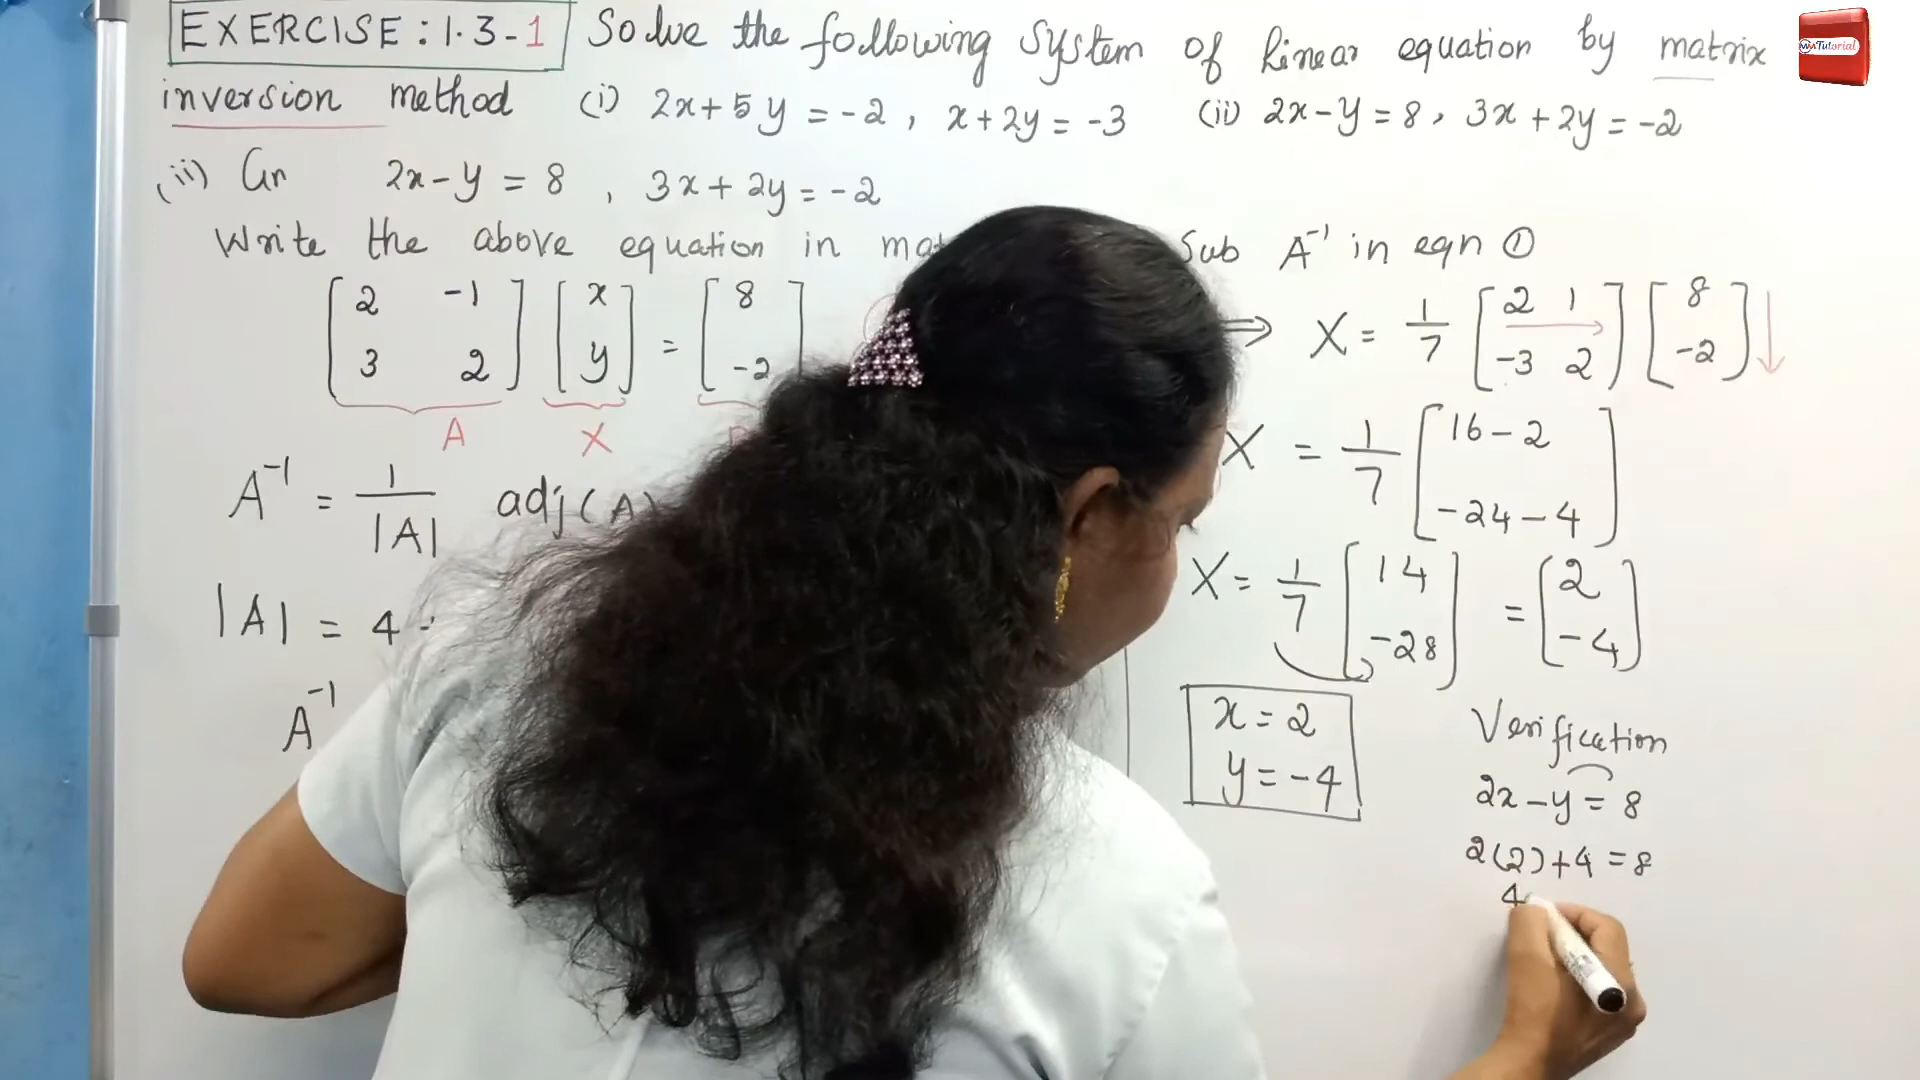 EXERCISE : 1.3-1 Solve the following System of Linear equation by matrix
inversion method (i) 2x+5y = -2 , x+2y = -3 (ii) 2x-y = 8 , 3x+2y = -2
(ii) Gn 2x-y = 8 , 3x+2y = -2
Write the above equation in
[2 -1] [x] = [8]
[3 2] [y] [-2]
A X
A⁻¹ = 1/|A| adj(A)
|A| = 4 -
A⁻¹
Sub A⁻¹ in eqn ①
⇒ X = 1/7 [2 1] [8]
[-3 2] [-2]
X = 1/7 [16-2]
[-24-4]
X = 1/7 [14] = [2]
[-28] [-4]
x = 2
y = -4
Verification
2x-y = 8
2(2)+4 = 8
4
VVTutorial